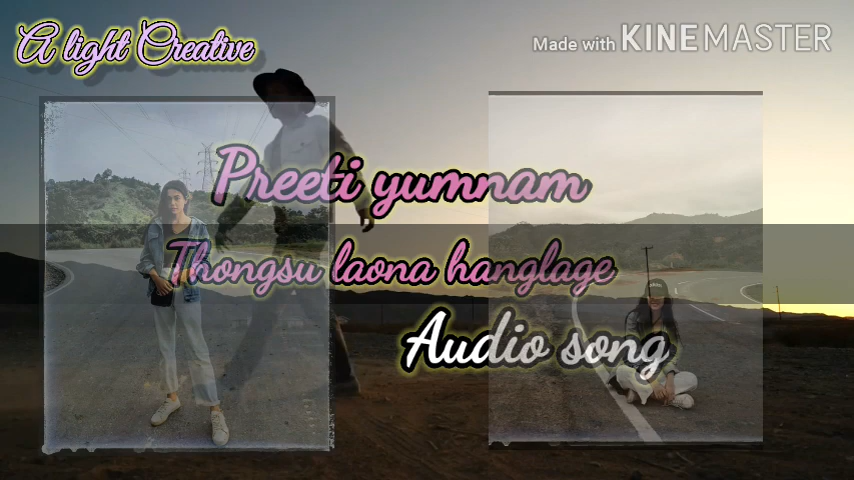 A light Creative
Made with KINEMASTER
Preeti yumnam
Thongsu laona hanglage
Audio song